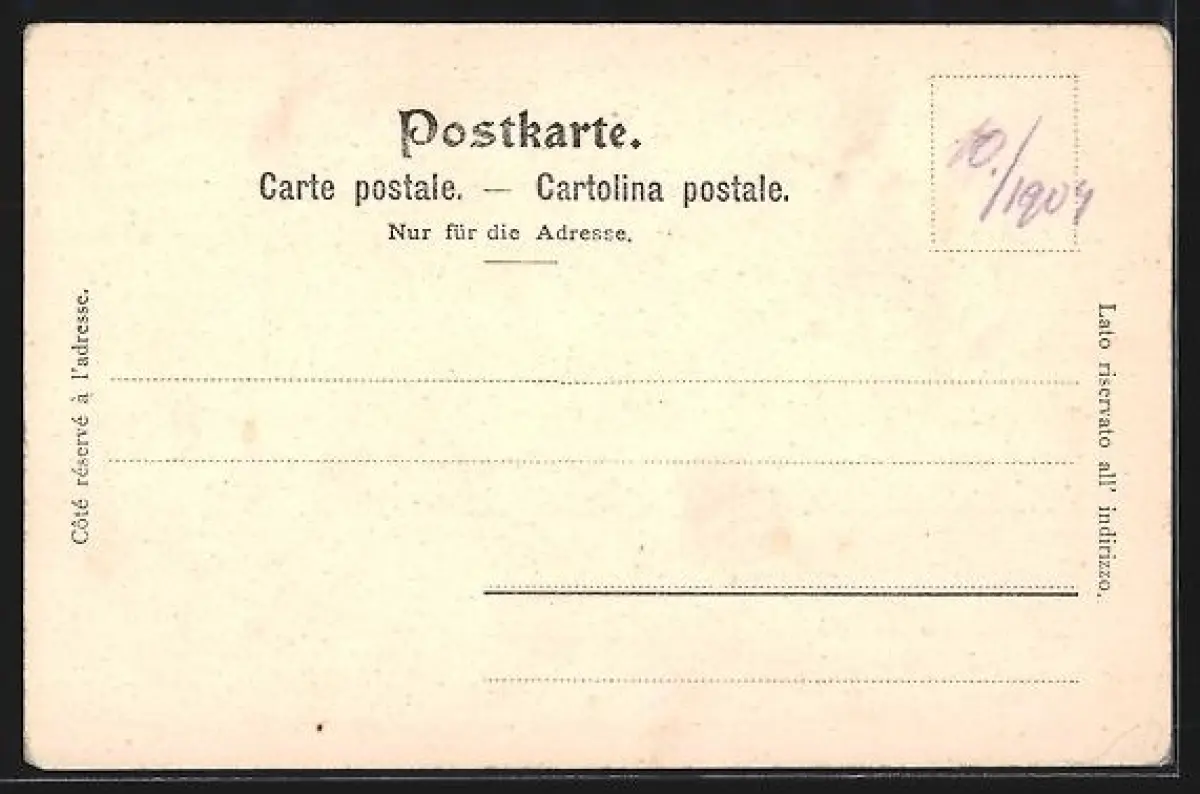 Postkarte.
Carte postale. — Cartolina postale.
Nur für die Adresse.
10./1904
Côté réservé à l'adresse.
Lato riservato all' indirizzo.